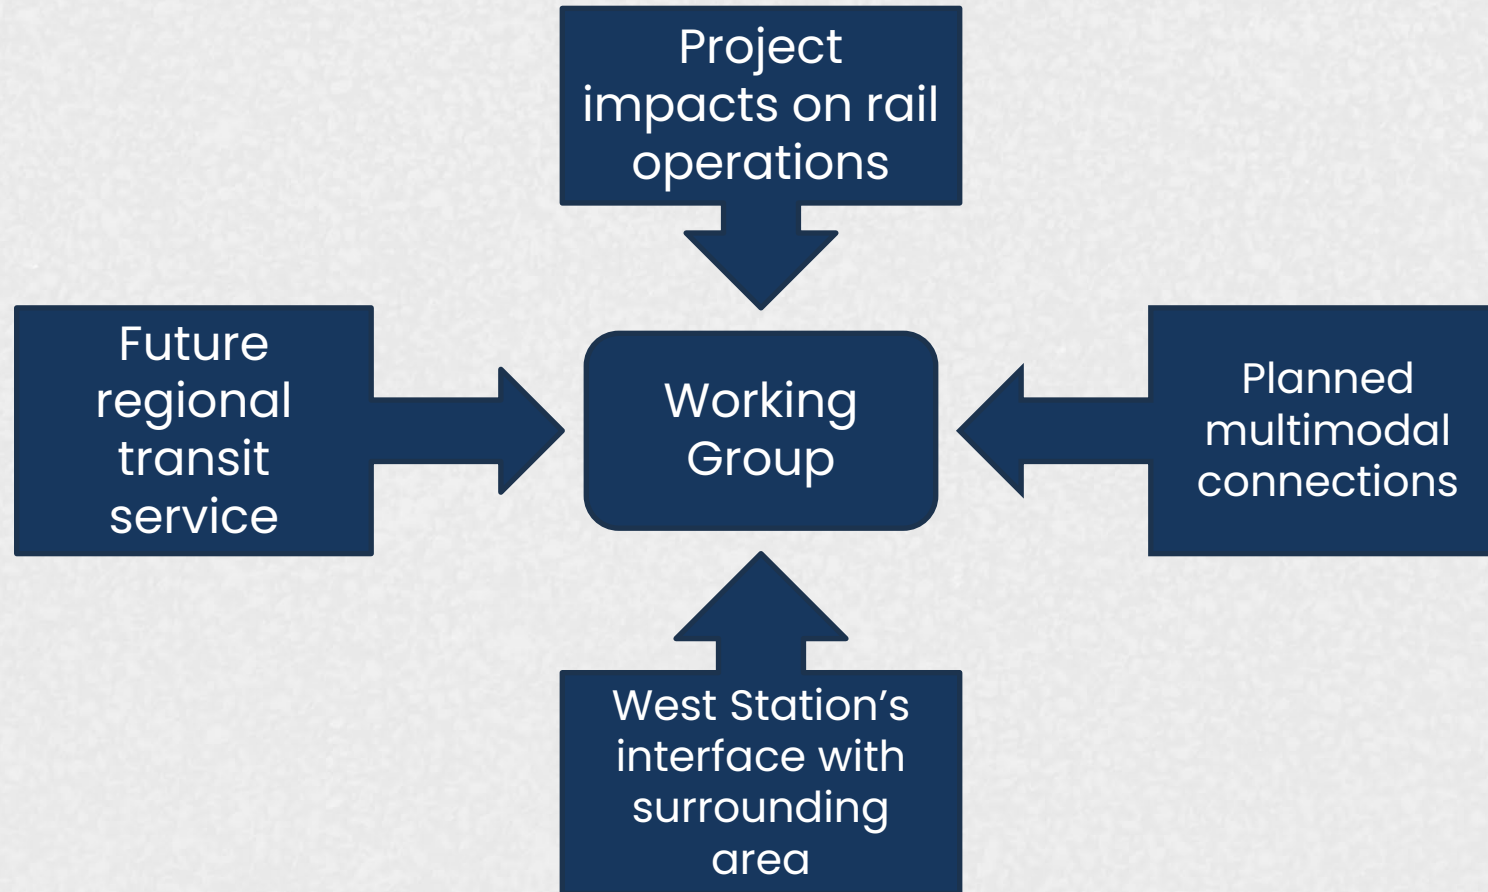 Project
impacts on rail
operations
Future
regional
transit
service
Working
Group
Planned
multimodal
connections
West Station’s
interface with
surrounding
area